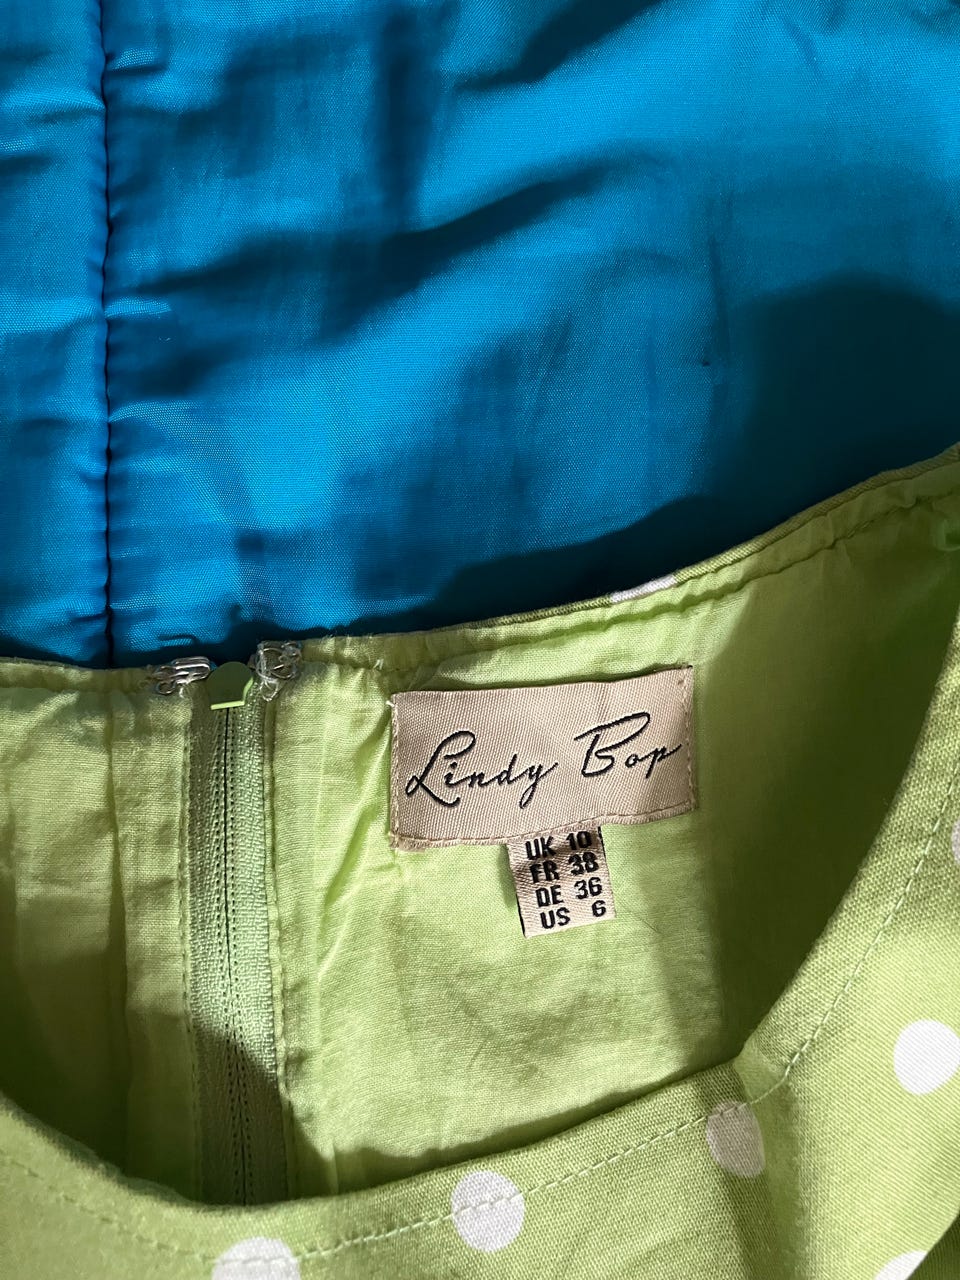 Lindy Bop
UK 10
FR 38
DE 36
US 6